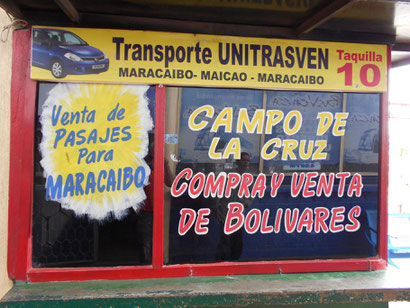 Transporte UNITRASVEN
MARACAIBO- MAICAO - MARACAIBO
Taquilla
10
Venta de
PASAJES
Para
MARACAIBO
CAMPO DE
LA CRUZ
COMPRA Y VENTA
DE BOLIVARES